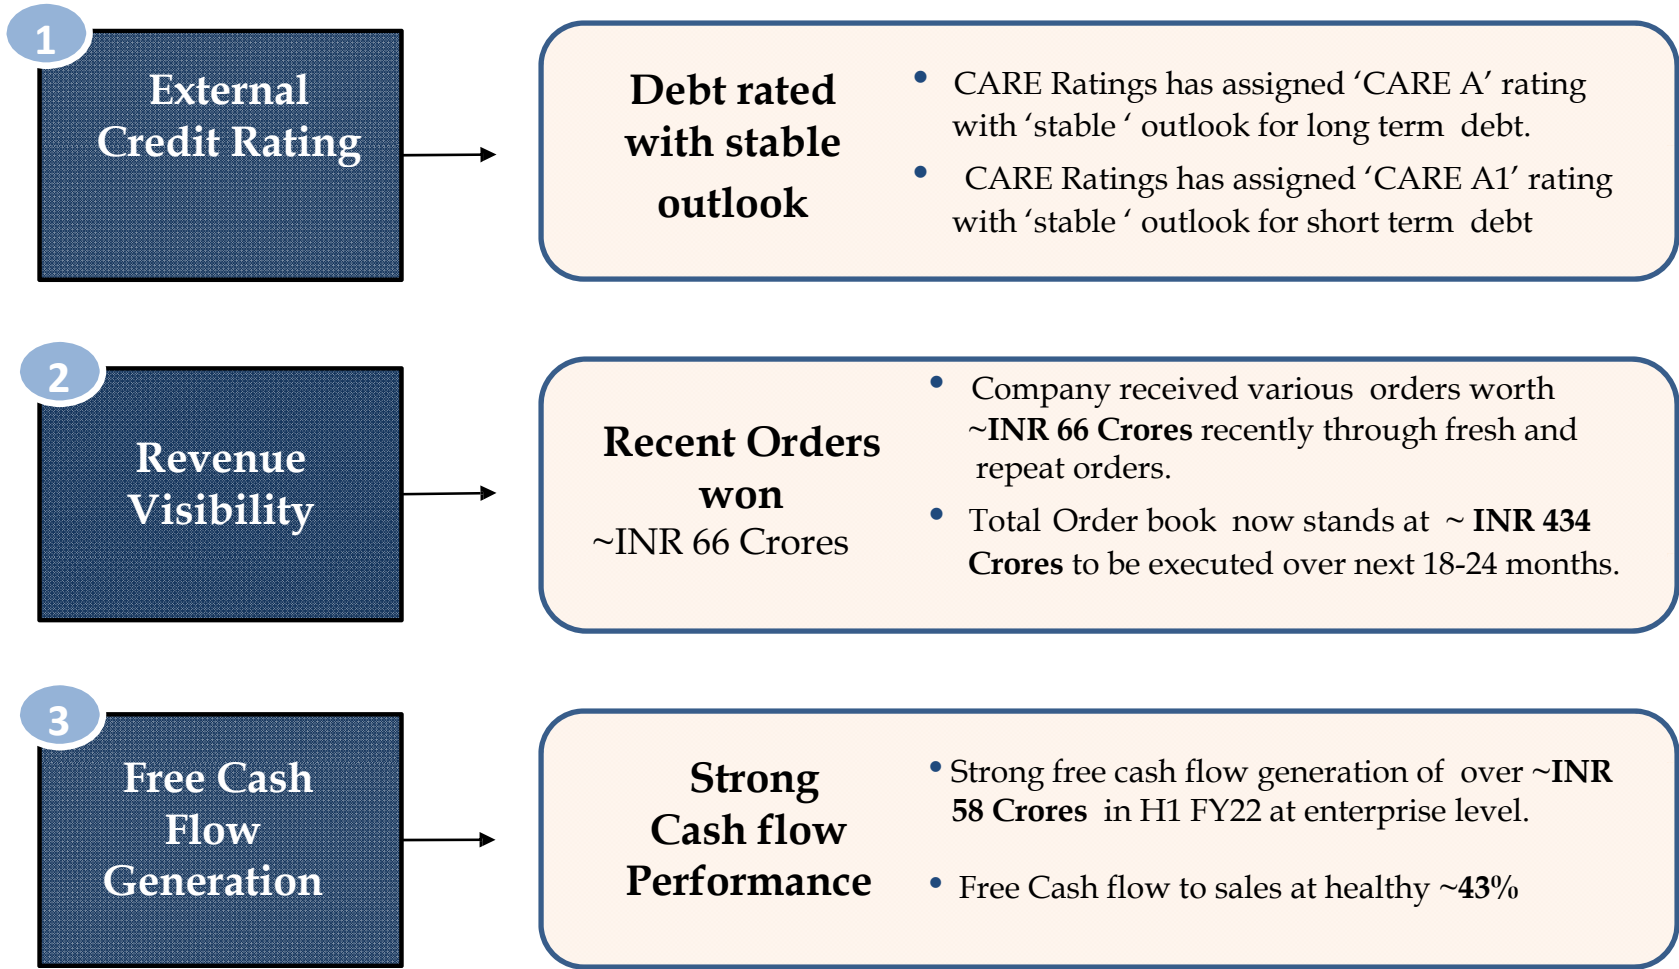 1
External
Credit Rating
Debt rated
with stable
outlook
• CARE Ratings has assigned ‘CARE A’ rating
with ‘stable ‘ outlook for long term debt.
• CARE Ratings has assigned ‘CARE A1’ rating
with ‘stable ‘ outlook for short term debt
2
Revenue
Visibility
Recent Orders
won
~INR 66 Crores
• Company received various orders worth
~INR 66 Crores recently through fresh and
repeat orders.
• Total Order book now stands at ~ INR 434
Crores to be executed over next 18-24 months.
3
Free Cash
Flow
Generation
Strong
Cash flow
Performance
• Strong free cash flow generation of over ~INR
58 Crores in H1 FY22 at enterprise level.
• Free Cash flow to sales at healthy ~43%